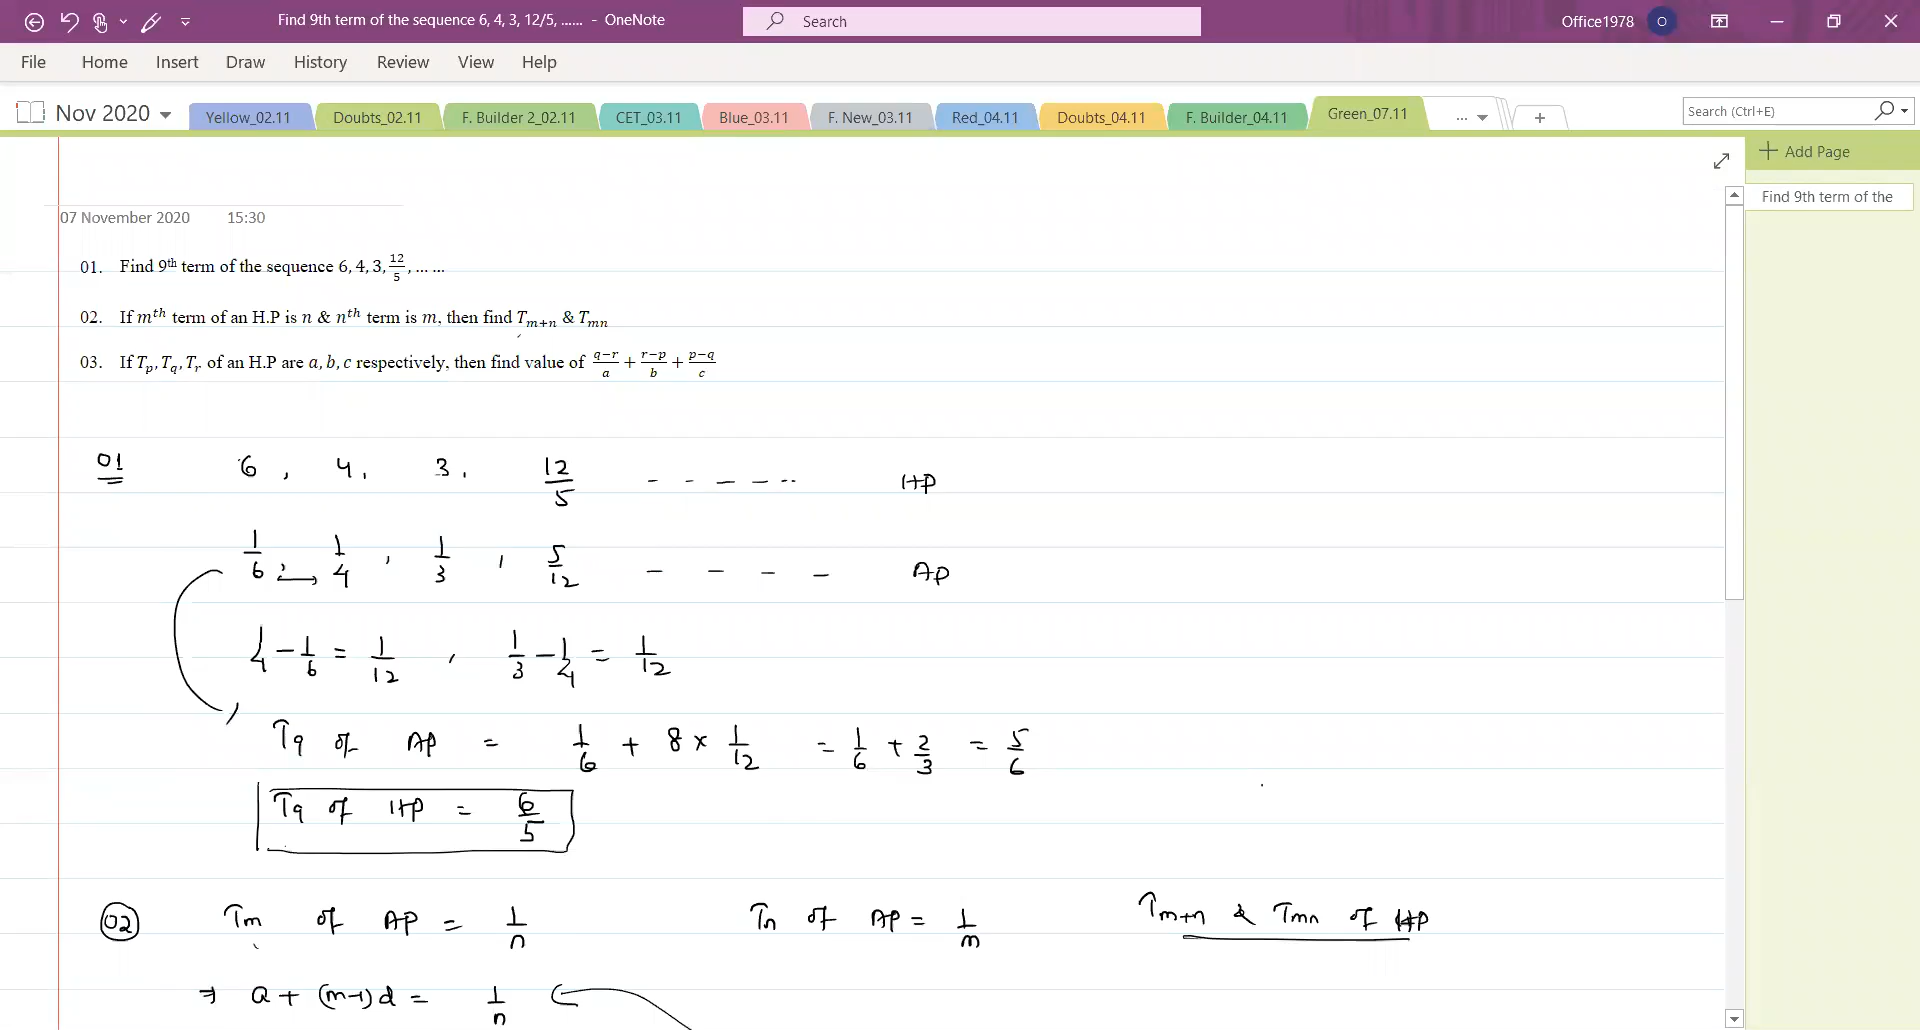 Find 9th term of the sequence 6, 4, 3, 12/5, ...... - OneNote
Search
Office1978
O
File Home Insert Draw History Review View Help
Nov 2020
Yellow_02.11 Doubts_02.11 F. Builder 2_02.11 CET_03.11 Blue_03.11 F. New_03.11 Red_04.11 Doubts_04.11 F. Builder_04.11 Green_07.11 ... +
Search (Ctrl+E)
+ Add Page
Find 9th term of the
07 November 2020 15:30
01. Find 9th term of the sequence 6, 4, 3, 12/5, ... ...
02. If mth term of an H.P is n & nth term is m, then find Tm+n & Tmn
03. If Tp, Tq, Tr of an H.P are a, b, c respectively, then find value of (q−r)/a + (r−p)/b + (p−q)/c
01 6, 4, 3, 12/5 - - - - -- HP
1/6, 1/4, 1/3, 5/12 - - - - AP
1/4 - 1/6 = 1/12, 1/3 - 1/4 = 1/12
T9 of AP = 1/6 + 8 × 1/12 = 1/6 + 2/3 = 5/6
T9 of HP = 6/5
02 Tm of AP = 1/n Tn of AP = 1/m Tm+n & Tmn of HP
⇒ a + (m-1)d = 1/n